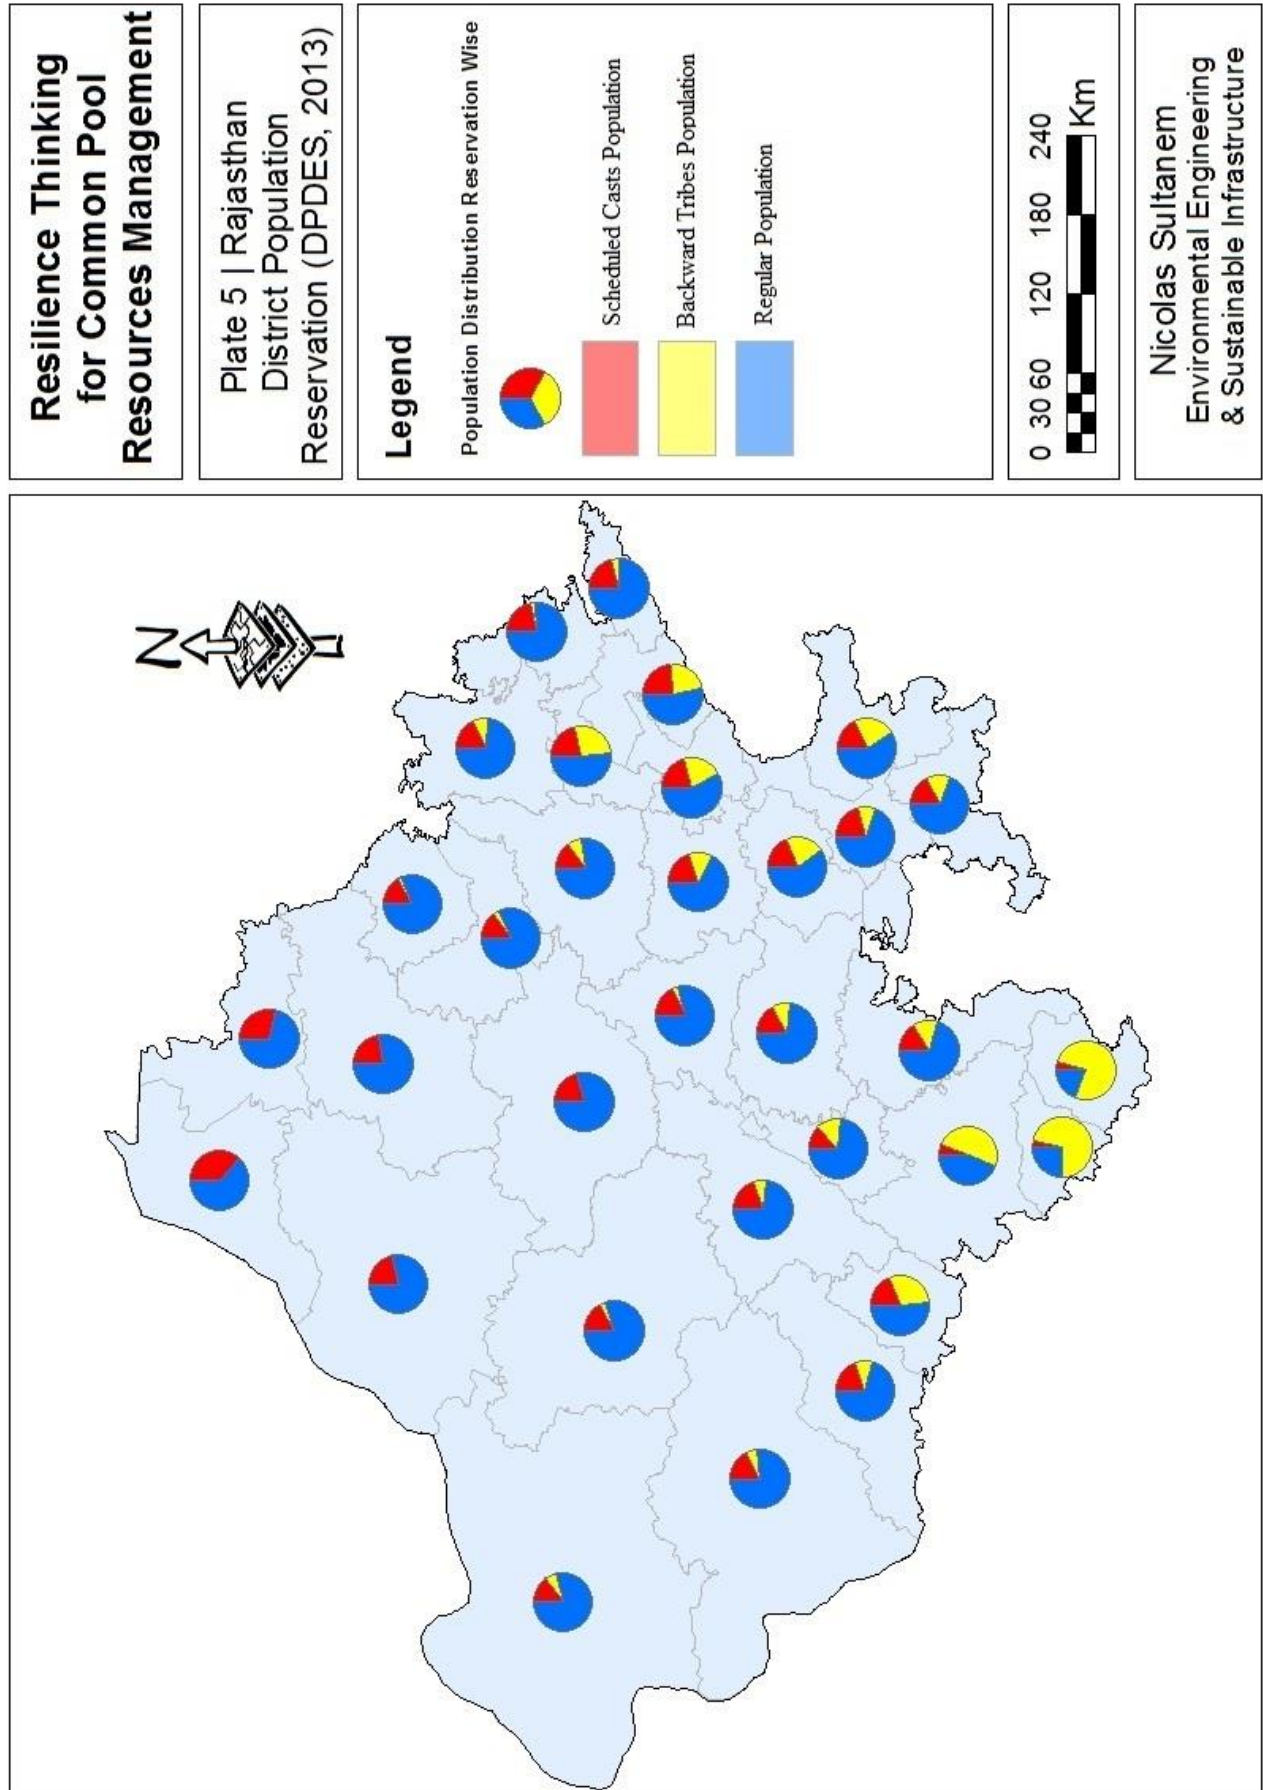 Resilience Thinking
for Common Pool
Resources Management
Plate 5 | Rajasthan
District Population
Reservation (DPDES, 2013)
Legend
Population Distribution Reservation Wise
Scheduled Casts Population
Backward Tribes Population
Regular Population
0 30 60 120 180 240
Km
Nicolas Sultanem
Environmental Engineering
& Sustainable Infrastructure
N